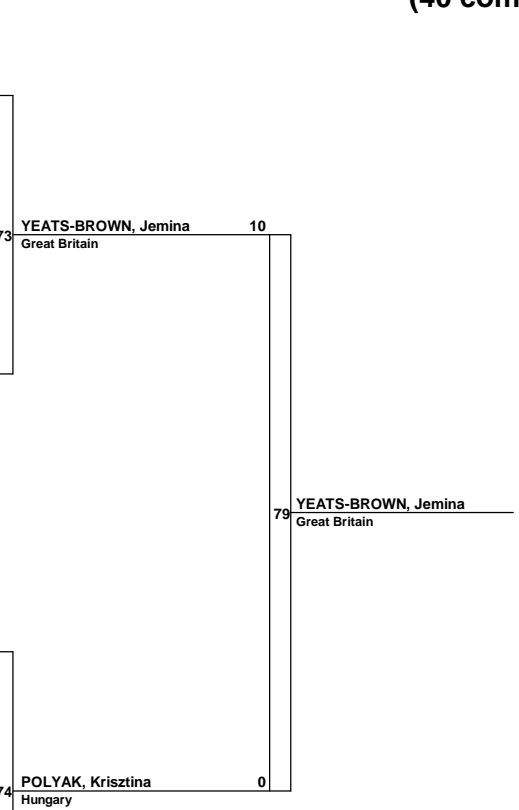 (40 com
73 YEATS-BROWN, Jemina 10
Great Britain
79 YEATS-BROWN, Jemina
Great Britain
74 POLYAK, Krisztina 0
Hungary